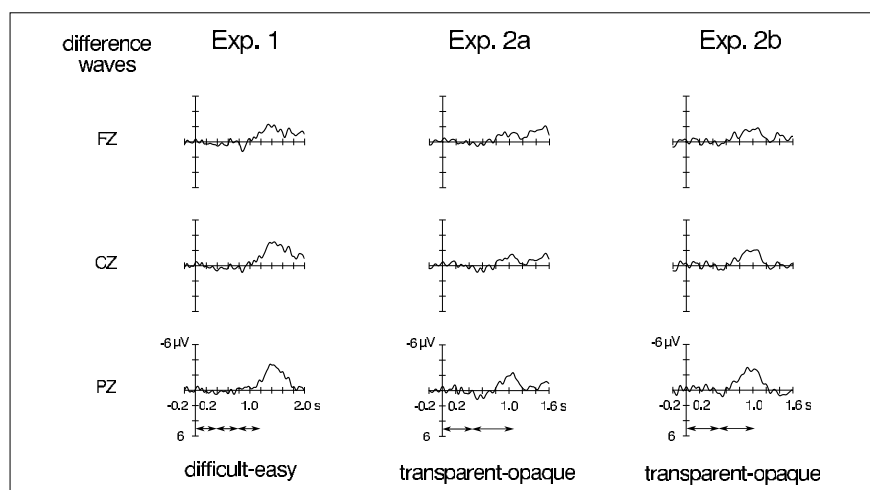 difference
waves
Exp. 1
Exp. 2a
Exp. 2b
FZ
CZ
PZ
-6 µV
-0.2 0.2 1.0 2.0 s
6
-6 µV
-0.2 0.2 1.0 1.6 s
6
-6 µV
-0.2 0.2 1.0 1.6 s
6
difficult-easy
transparent-opaque
transparent-opaque